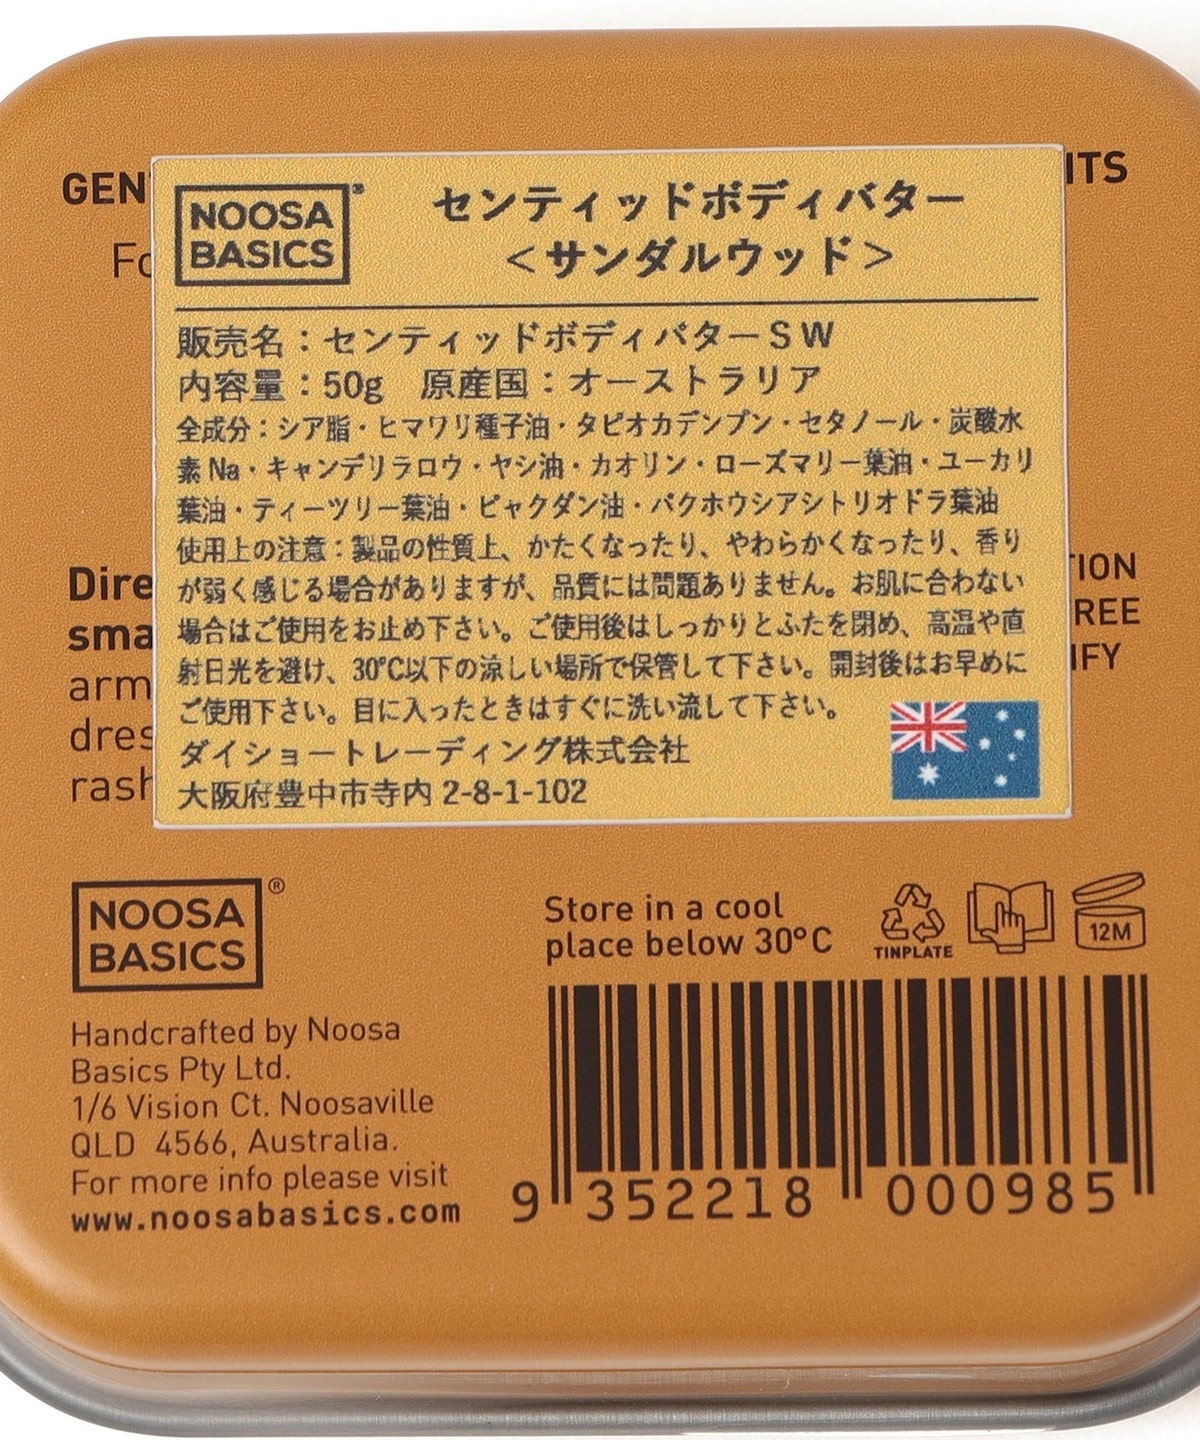 NOOSA
BASICS
センティッドボディバター
＜サンダルウッド＞
販売名：センティッドボディバターＳＷ
内容量：50g　原産国：オーストラリア
全成分：シア脂・ヒマワリ種子油・タピオカデンプン・セタノール・炭酸水
素Na・キャンデリラロウ・ヤシ油・カオリン・ローズマリー葉油・ユーカリ
葉油・ティーツリー葉油・ビャクダン油・バクホウシアシトリオドラ葉油
使用上の注意：製品の性質上、かたくなったり、やわらかくなったり、香り
が弱く感じる場合がありますが、品質には問題ありません。お肌に合わない
場合はご使用をお止め下さい。ご使用後はしっかりとふたを閉め、高温や直
射日光を避け、30℃以下の涼しい場所で保管して下さい。開封後はお早めに
ご使用下さい。目に入ったときはすぐに洗い流して下さい。
ダイショートレーディング株式会社
大阪府豊中市寺内 2-8-1-102
NOOSA
BASICS®
Handcrafted by Noosa
Basics Pty Ltd.
1/6 Vision Ct. Noosaville
QLD 4566, Australia.
For more info please visit
www.noosabasics.com
Store in a cool
place below 30°C
TINPLATE
12M
9 352218 000985